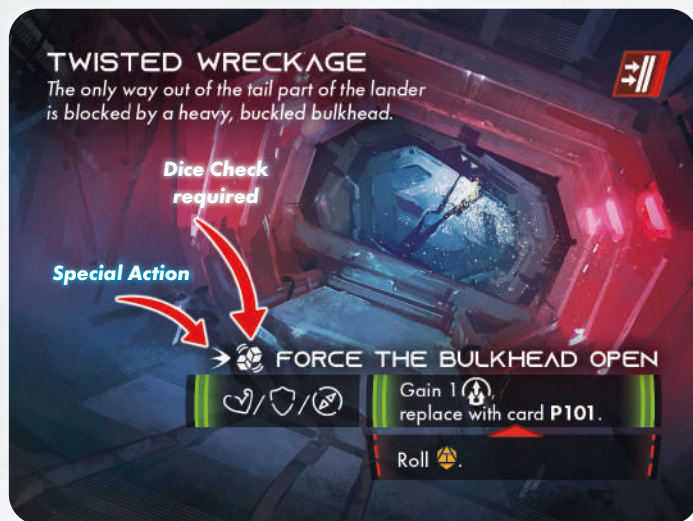 TWISTED WRECKAGE
The only way out of the tail part of the lander
is blocked by a heavy, buckled bulkhead.
Dice Check
required
Special Action
FORCE THE BULKHEAD OPEN
/ /
Gain 1 ,
replace with card P101.
Roll .